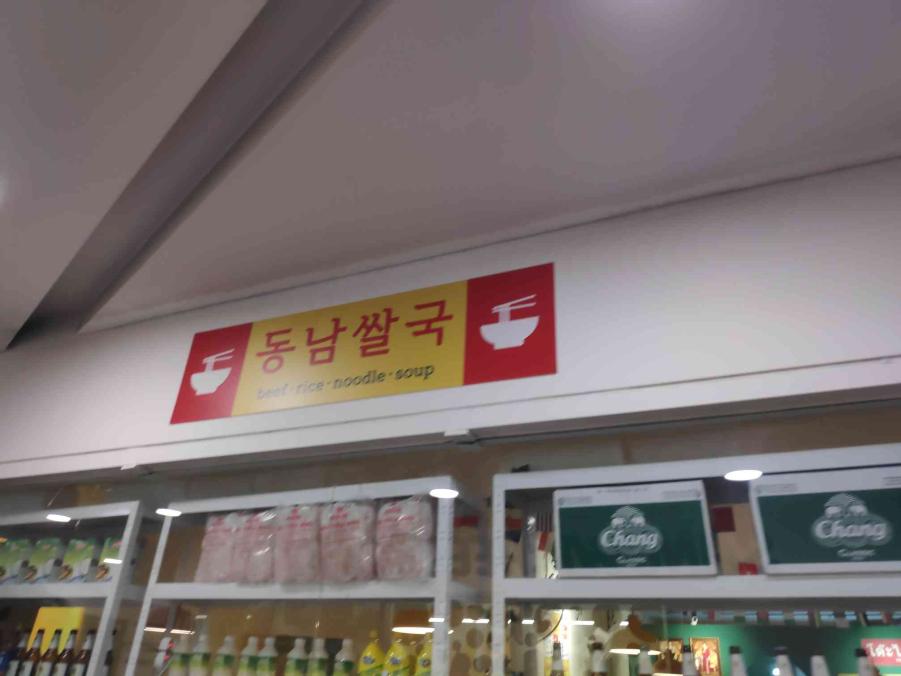 동남쌀국
beef·rice·noodle·soup
Chang
Chang